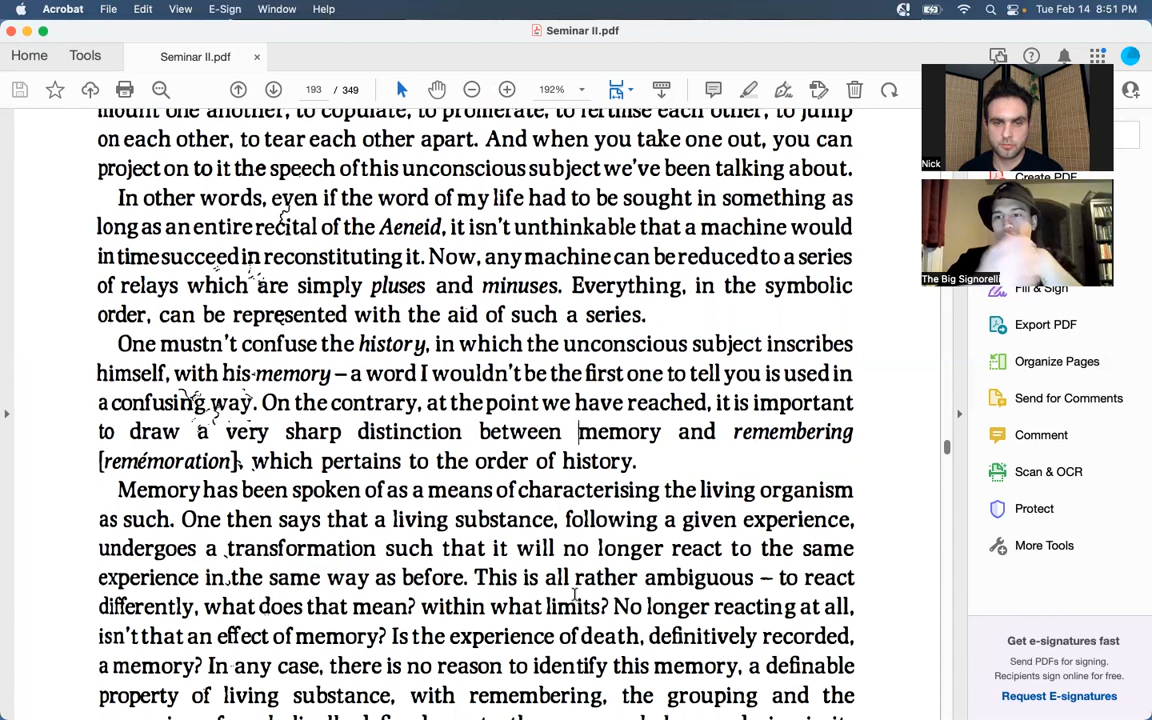 Acrobat File Edit View E-Sign Window Help Tue Feb 14 8:51 PM
Seminar II.pdf
Home Tools Seminar II.pdf
193 / 349 192%
mount one another, to copulate, to proliferate, to fertilise each other, to jump
on each other, to tear each other apart. And when you take one out, you can
project on to it the speech of this unconscious subject we've been talking about.
In other words, even if the word of my life had to be sought in something as
long as an entire recital of the Aeneid, it isn't unthinkable that a machine would
in time succeed in reconstituting it. Now, any machine can be reduced to a series
of relays which are simply pluses and minuses. Everything, in the symbolic
order, can be represented with the aid of such a series.
One mustn't confuse the history, in which the unconscious subject inscribes
himself, with his memory – a word I wouldn't be the first one to tell you is used in
a confusing way. On the contrary, at the point we have reached, it is important
to draw a very sharp distinction between memory and remembering
[remémoration], which pertains to the order of history.
Memory has been spoken of as a means of characterising the living organism
as such. One then says that a living substance, following a given experience,
undergoes a transformation such that it will no longer react to the same
experience in the same way as before. This is all rather ambiguous – to react
differently, what does that mean? within what limits? No longer reacting at all,
isn't that an effect of memory? Is the experience of death, definitively recorded,
a memory? In any case, there is no reason to identify this memory, a definable
property of living substance, with remembering, the grouping and the
Nick
The Big Signorelli
Create PDF
Fill & Sign
Export PDF
Organize Pages
Send for Comments
Comment
Scan & OCR
Protect
More Tools
Get e-signatures fast
Send PDFs for signing.
Recipients sign online for free.
Request E-signatures